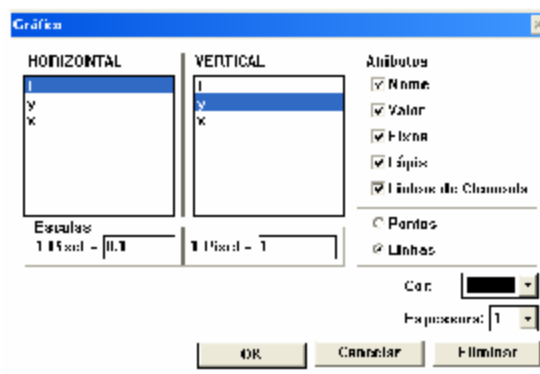 Gráfico
HORIZONTAL
VERTICAL
Atributos
t
y
x
t
y
x
Nome
Valor
Eixos
Lápis
Linhas de Chamada
Escalas
1 Pixel = 0.1
1 Pixel = 1
Pontos
Linhas
Cor:
Espessura: 1
OK
Cancelar
Eliminar